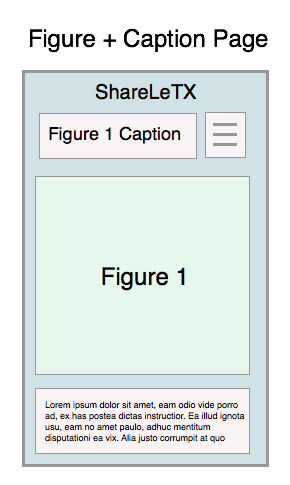 Figure + Caption Page
ShareLeTX
Figure 1 Caption
Figure 1
Lorem ipsum dolor sit amet, eam odio vide porro
ad, ex has postea dictas instructior. Ea illud ignota
usu, eam no amet paulo, adhuc mentitum
disputationi ea vix. Alia justo corrumpit at quo